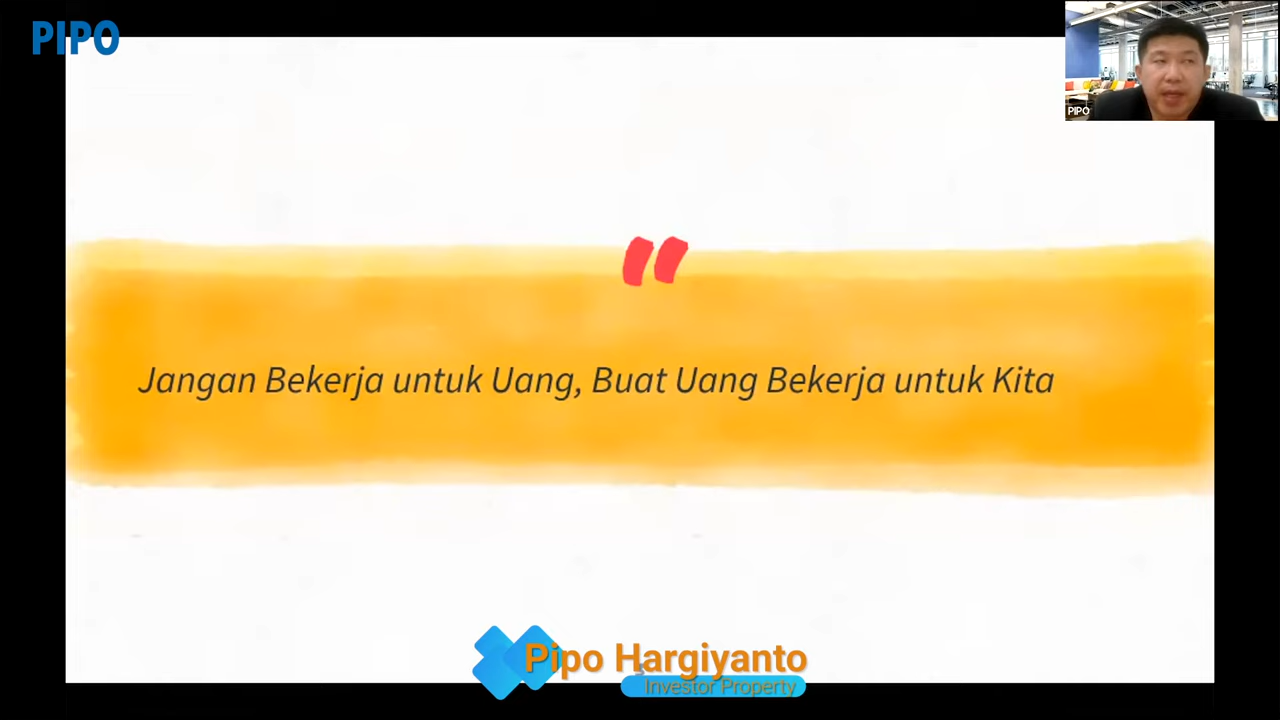 PIPO
PIPO
"
Jangan Bekerja untuk Uang, Buat Uang Bekerja untuk Kita
Pipo Hargiyanto
Investor Property